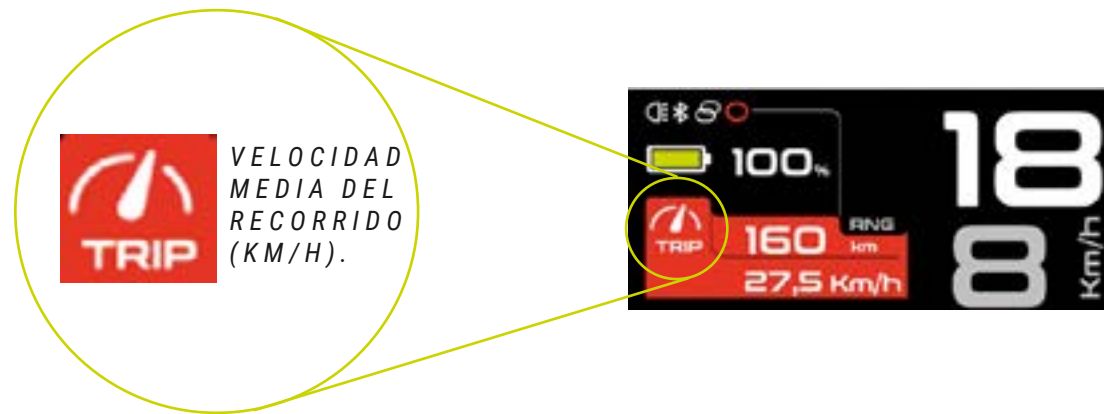 TRIP
VELOCIDAD
MEDIA DEL
RECORRIDO
(KM/H).
100%
TRIP
160 RNG
km
27,5 Km/h
18
8
Km/h